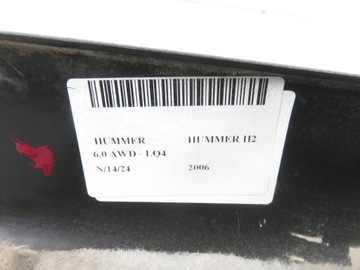 HUMMER HUMMER H2
6.0 AWD - LQ4
N/14/24 2006